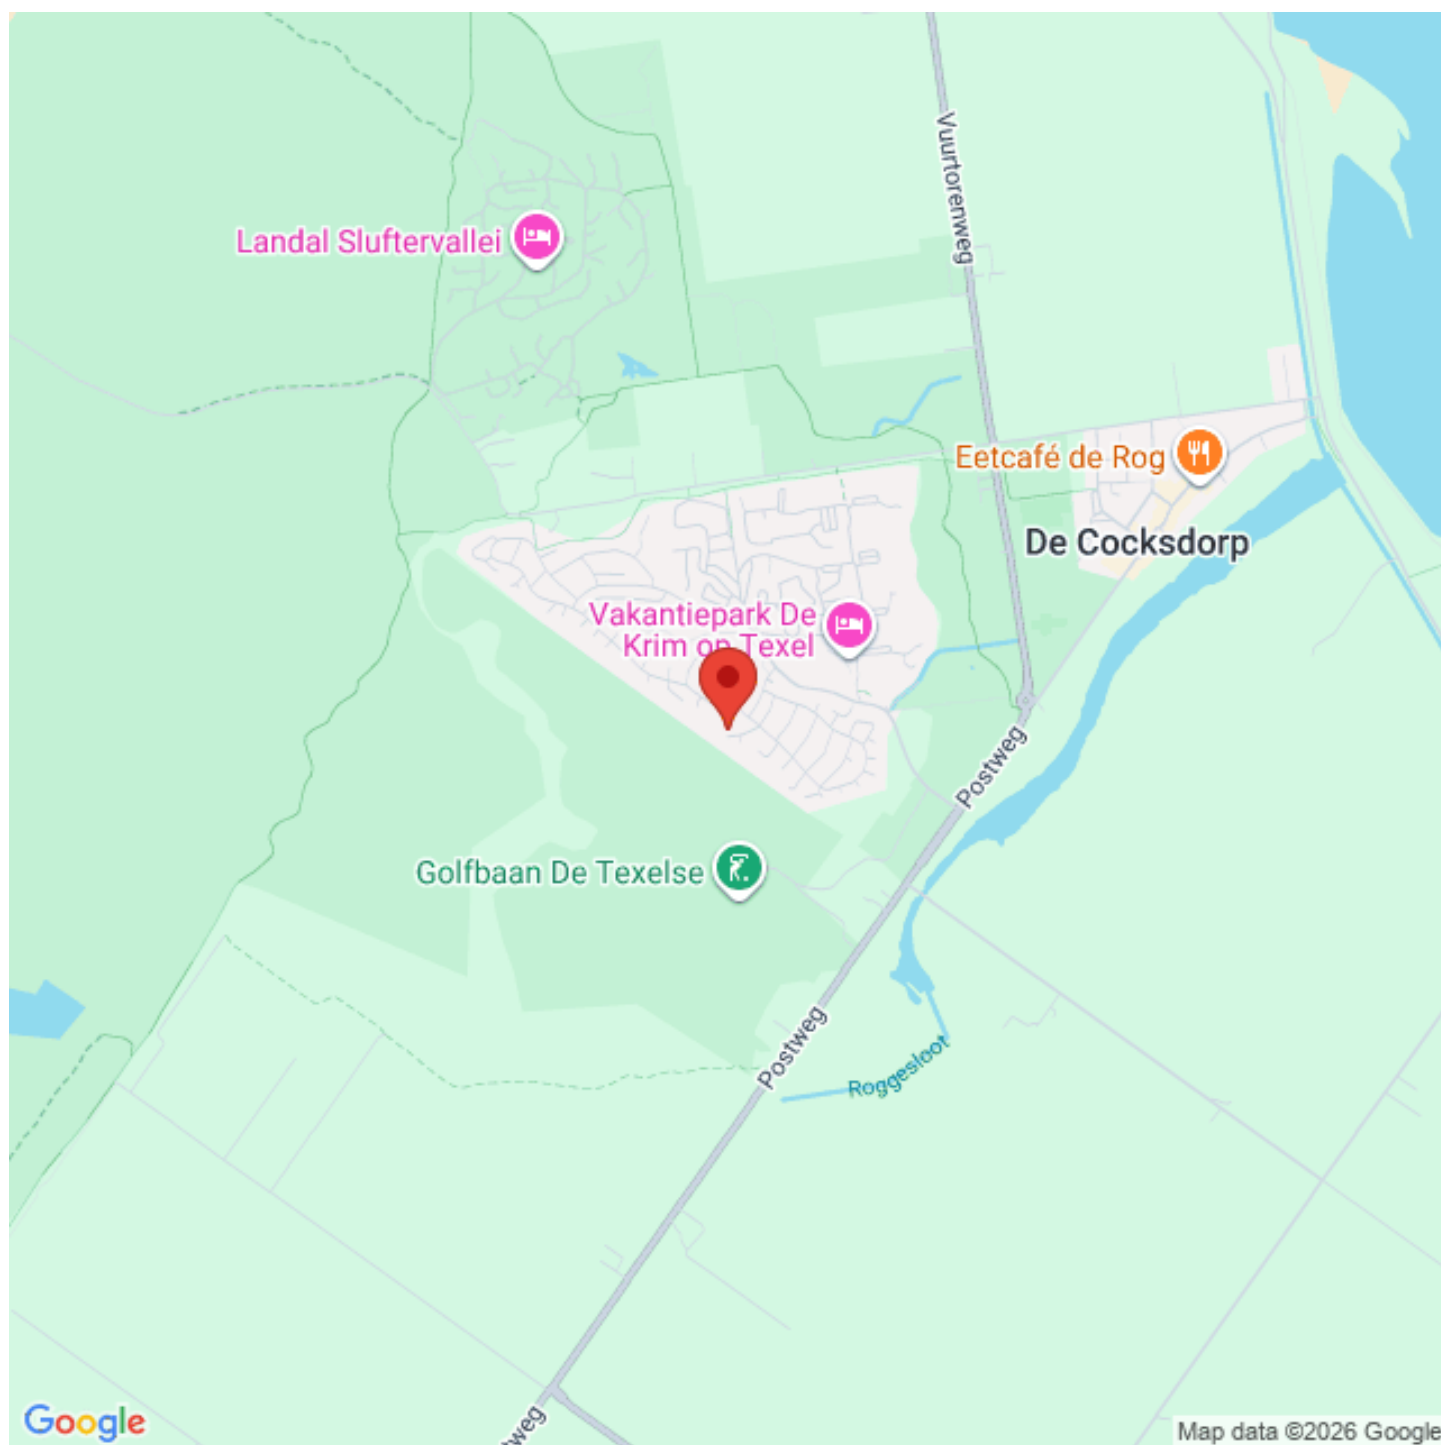 Vuurtorenweg
Landal Sluftervallei
Eetcafé de Rog
De Cocksdorp
Vakantiepark De
Krim op Texel
Postweg
Golfbaan De Texelse
Postweg
Roggesloot
weg
Google
Map data ©2026 Google